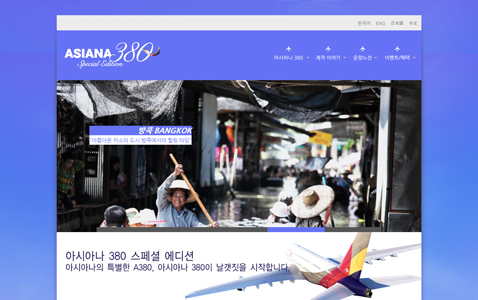 한국어 ENG 日本語 中文
ASIANA 380
Special Edition
아시아나 380 제작 이야기 운항노선 이벤트/혜택
방콕 BANGKOK
"아름다운 미소의 도시 방콕에서의 힐링 타임"
아시아나 380 스페셜 에디션
아시아나의 특별한 A380, 아시아나 380이 날갯짓을 시작합니다.